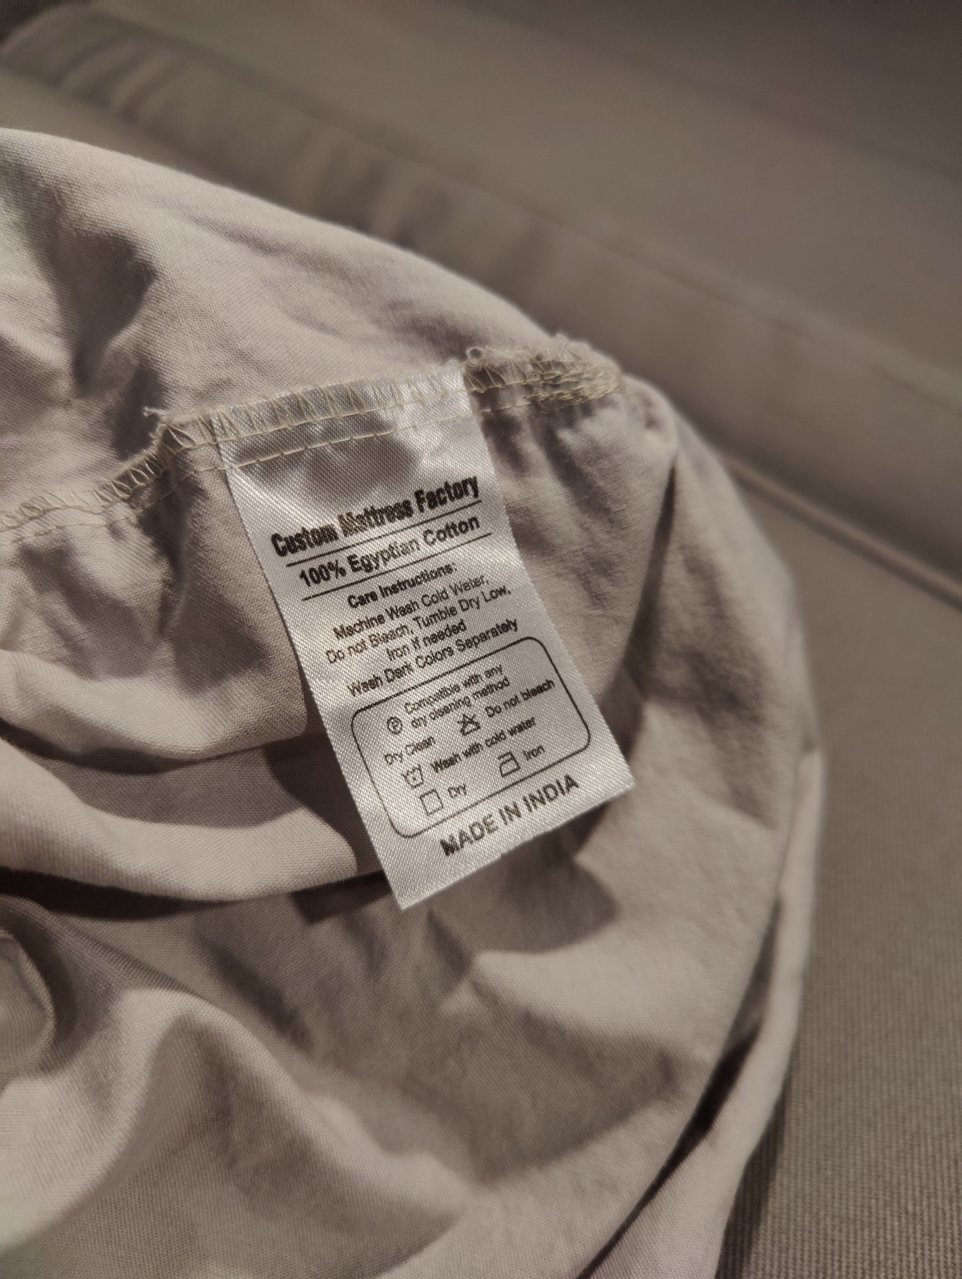 Custom Mattress Factory
100% Egyptian Cotton
Care Instructions:
Machine Wash Cold Water,
Do not Bleach, Tumble Dry Low,
Iron if needed
Wash Dark Colors Separately
P Compatible with any
dry cleaning method
Dry Clean Do not bleach
Wash with cold water
Dry Iron
MADE IN INDIA